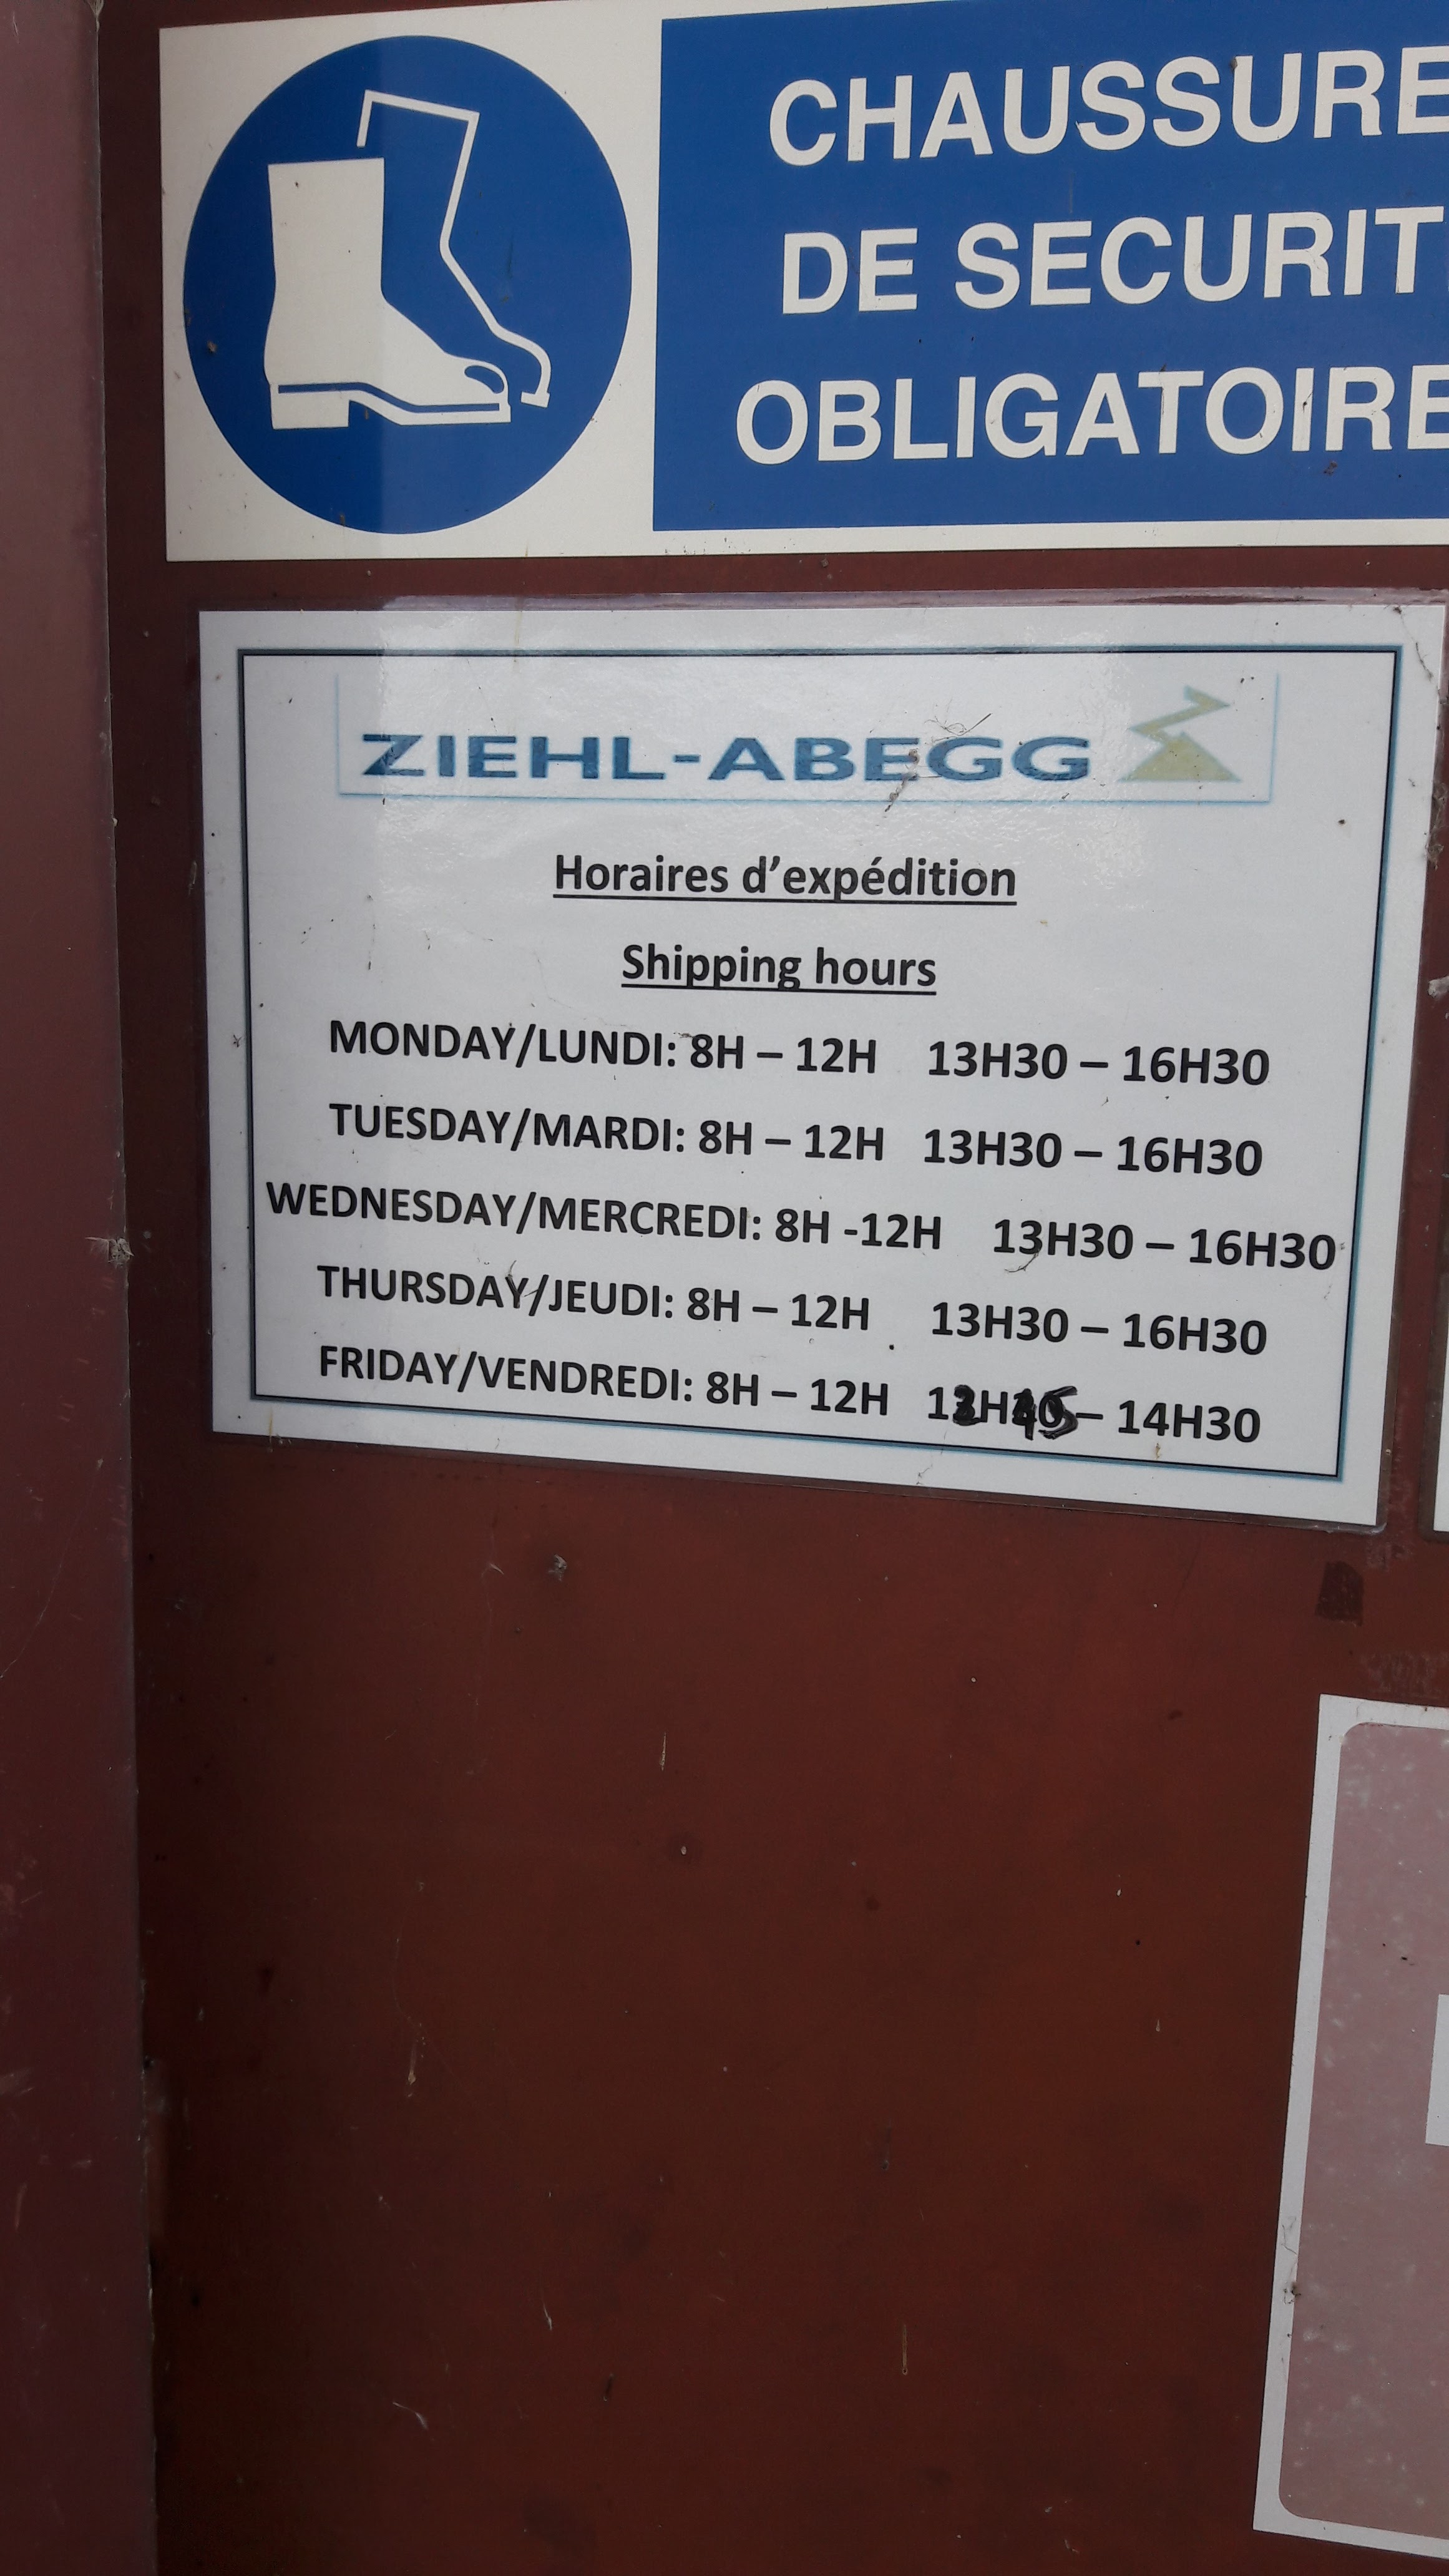 CHAUSSURE
DE SECURIT
OBLIGATOIRE
ZIEHL-ABEGG
Horaires d'expédition
Shipping hours
MONDAY/LUNDI: 8H – 12H 13H30 – 16H30
TUESDAY/MARDI: 8H – 12H 13H30 – 16H30
WEDNESDAY/MERCREDI: 8H -12H 13H30 – 16H30
THURSDAY/JEUDI: 8H – 12H 13H30 – 16H30
FRIDAY/VENDREDI: 8H – 12H – 14H30